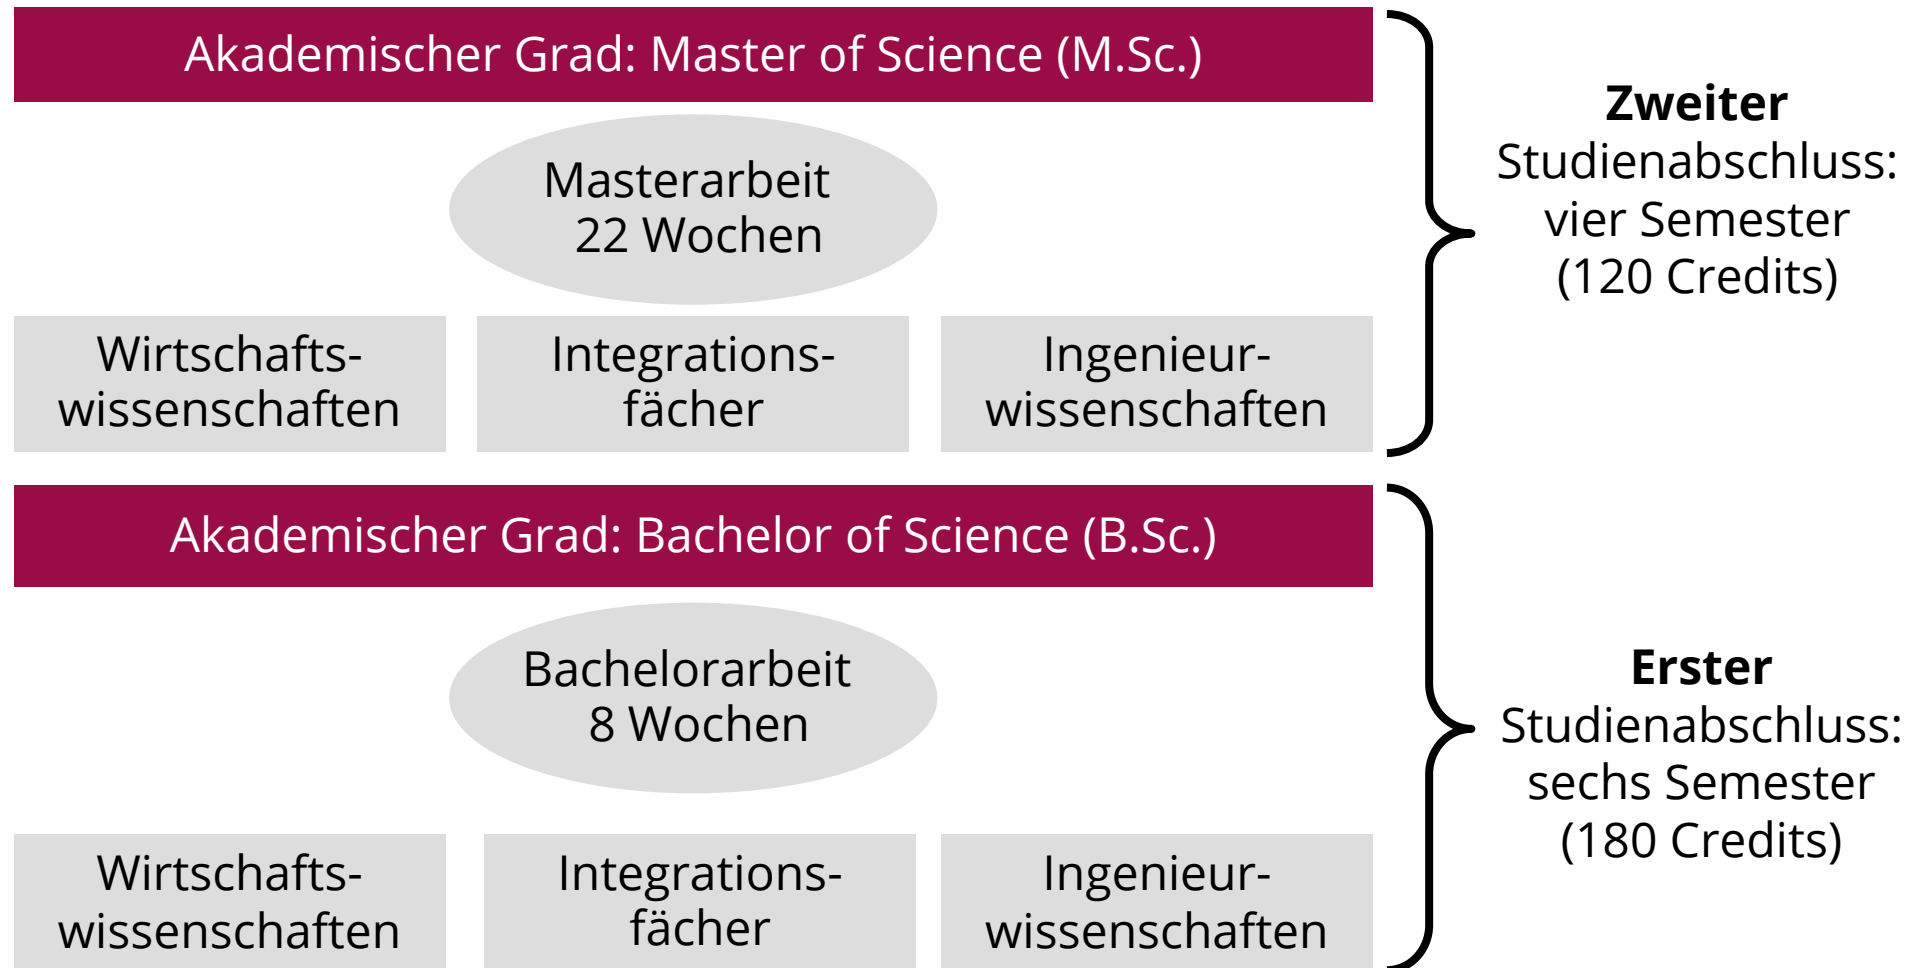 Akademischer Grad: Master of Science (M.Sc.)
Masterarbeit
22 Wochen
Wirtschafts-
wissenschaften
Integrations-
fächer
Ingenieur-
wissenschaften
Zweiter
Studienabschluss:
vier Semester
(120 Credits)
Akademischer Grad: Bachelor of Science (B.Sc.)
Bachelorarbeit
8 Wochen
Wirtschafts-
wissenschaften
Integrations-
fächer
Ingenieur-
wissenschaften
Erster
Studienabschluss:
sechs Semester
(180 Credits)